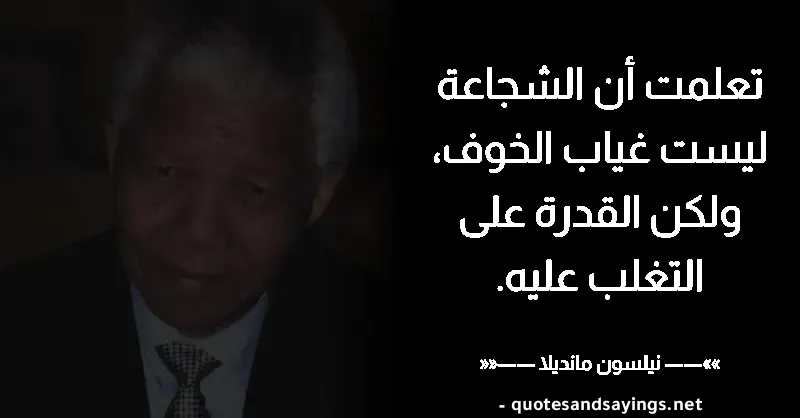 تعلمت أن الشجاعة
ليست غياب الخوف،
ولكن القدرة على
التغلب عليه.
»—— نيلسون مانديلا ——»»
- quotesandsayings.net